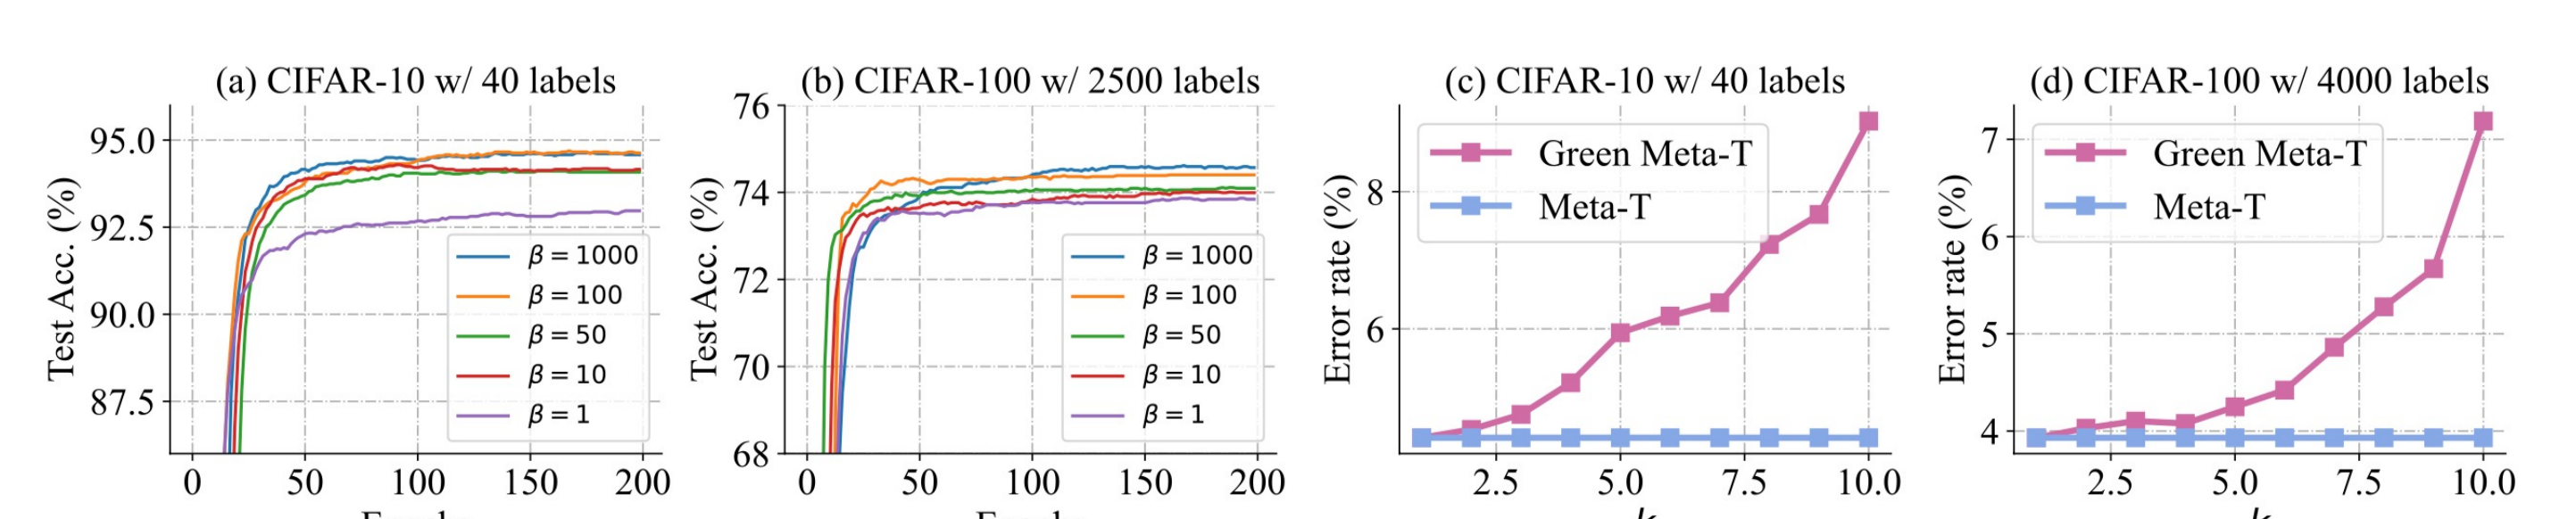 (a) CIFAR-10 w/ 40 labels
Test Acc. (%)
95.0
92.5
90.0
87.5
0 50 100 150 200
β = 1000
β = 100
β = 50
β = 10
β = 1
(b) CIFAR-100 w/ 2500 labels
Test Acc. (%)
76
74
72
70
68
0 50 100 150 200
β = 1000
β = 100
β = 50
β = 10
β = 1
(c) CIFAR-10 w/ 40 labels
Error rate (%)
8
6
2.5 5.0 7.5 10.0
Green Meta-T
Meta-T
(d) CIFAR-100 w/ 4000 labels
Error rate (%)
7
6
5
4
2.5 5.0 7.5 10.0
Green Meta-T
Meta-T